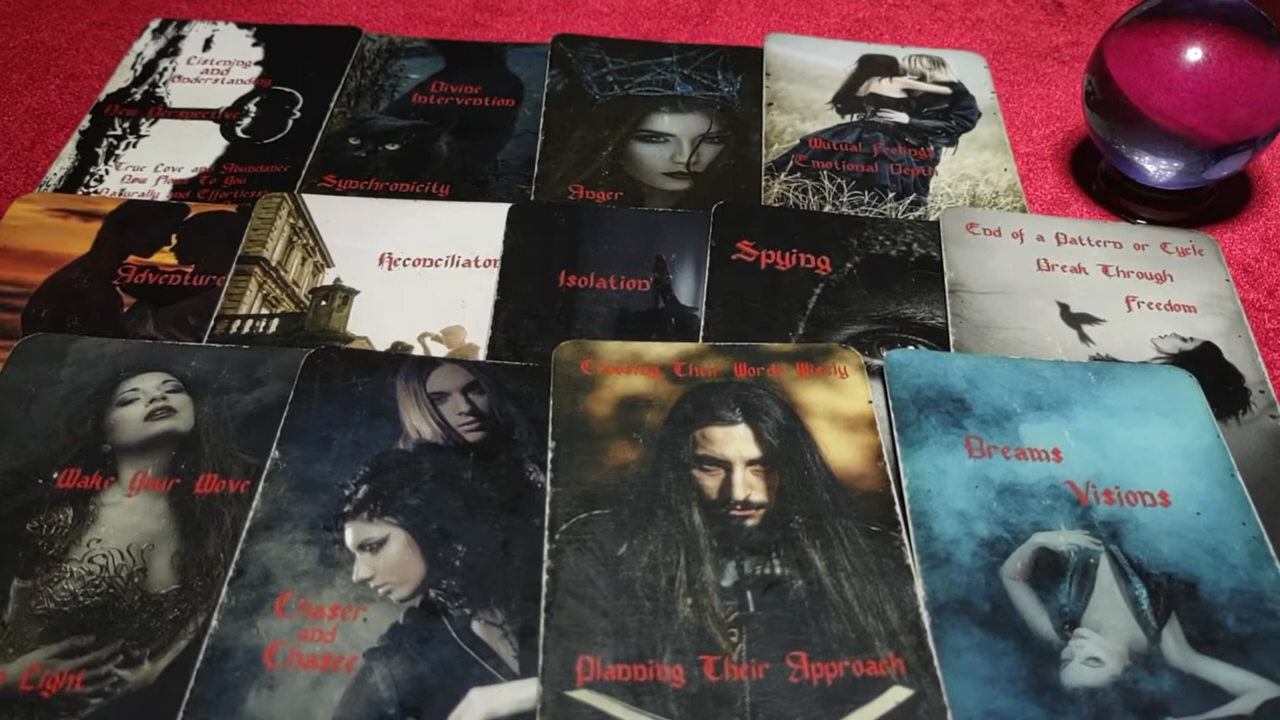 Listening
and
Understanding
New Perspective
True Love and Abundance
Now Flows To You
Naturally and Effortlessly
Divine
Intervention
Synchronicity
Anger
Mutual Feelings
Emotional Depth
Adventure
Reconciliation
Isolation
Spying
End of a Pattern or Cycle
Break Through
Freedom
Make Your Move
Light
Chaser
and
Chasee
Choosing Their Words Wisely
Planning Their Approach
Dreams
Visions